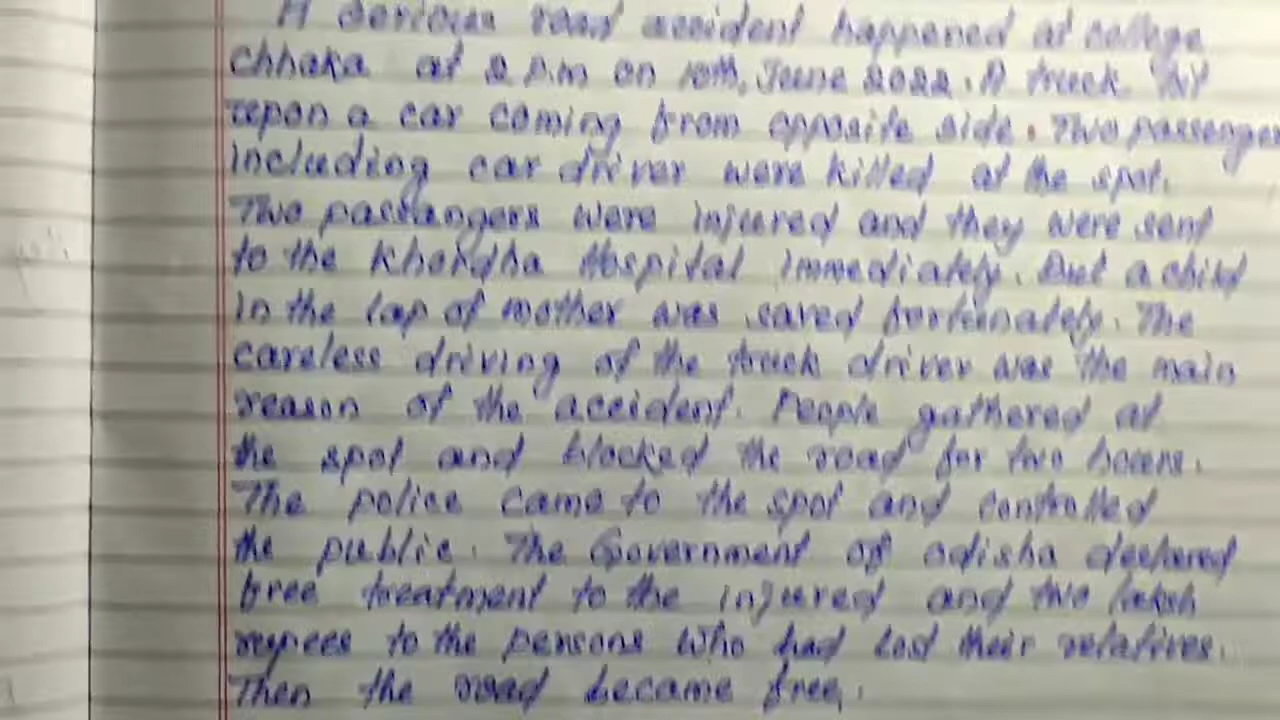 A serious road accident happened at college
chhaka at 2 p.m on 10th, June 2022. A truck hit
upon a car coming from opposite side. Two passenger
including car driver were killed at the spot.
Two passangers were injured and they were sent
to the Khordha Hospital immediately. But a child
in the lap of mother was saved fortunately. The
careless driving of the truck driver was the main
reason of the accident. People gathered at
the spot and blocked the road for two hours.
The police came to the spot and controlled
the public. The Government of odisha declared
free treatment to the injured and two laksh
rupees to the persons who had lost their relatives.
Then the road became free.